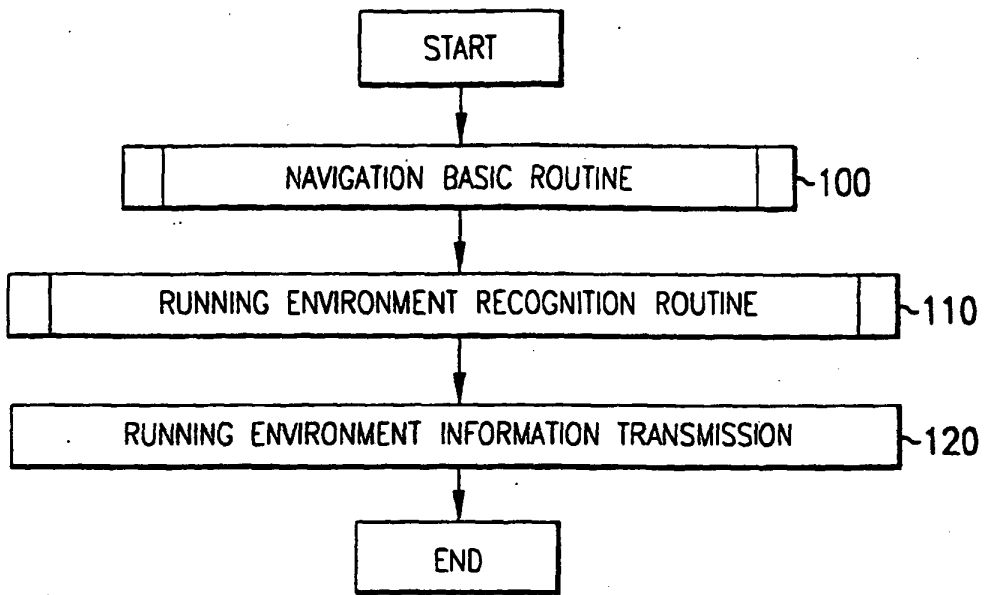 START
NAVIGATION BASIC ROUTINE
100
RUNNING ENVIRONMENT RECOGNITION ROUTINE
110
RUNNING ENVIRONMENT INFORMATION TRANSMISSION
120
END